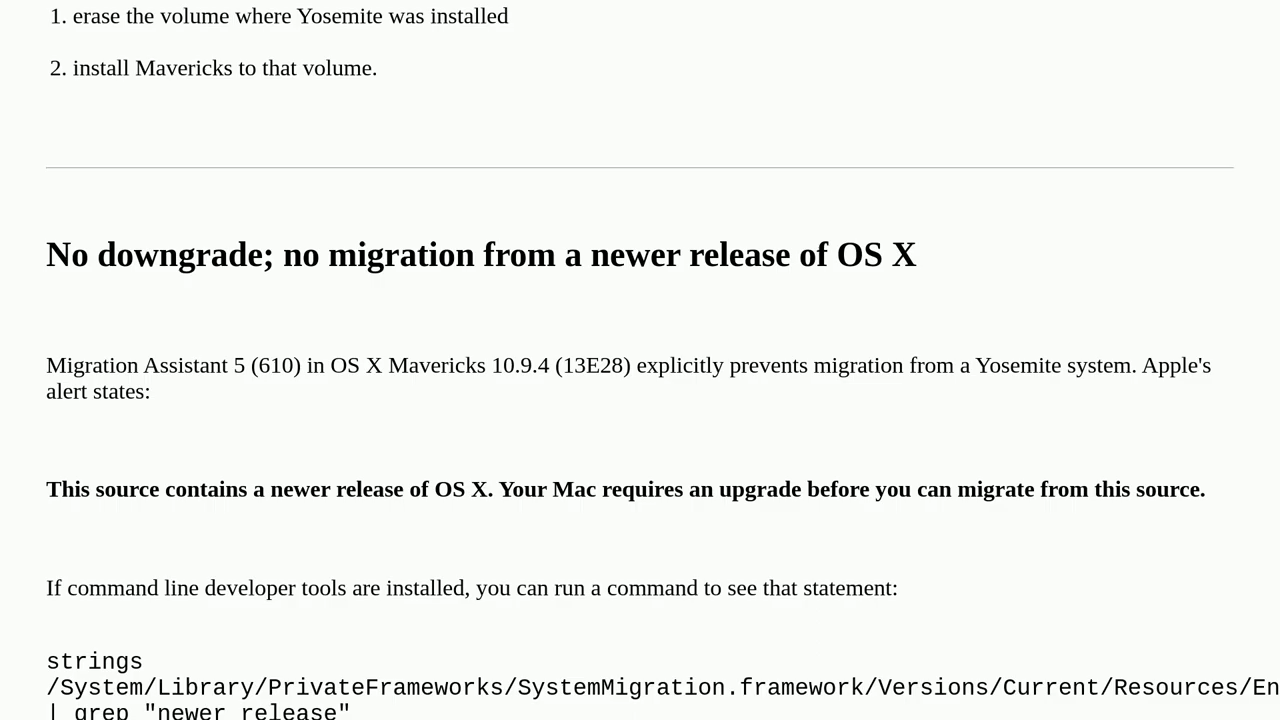 1. erase the volume where Yosemite was installed
2. install Mavericks to that volume.
No downgrade; no migration from a newer release of OS X
Migration Assistant 5 (610) in OS X Mavericks 10.9.4 (13E28) explicitly prevents migration from a Yosemite system. Apple's
alert states:
This source contains a newer release of OS X. Your Mac requires an upgrade before you can migrate from this source.
If command line developer tools are installed, you can run a command to see that statement:
strings
/System/Library/PrivateFrameworks/SystemMigration.framework/Versions/Current/Resources/En
| grep "newer release"